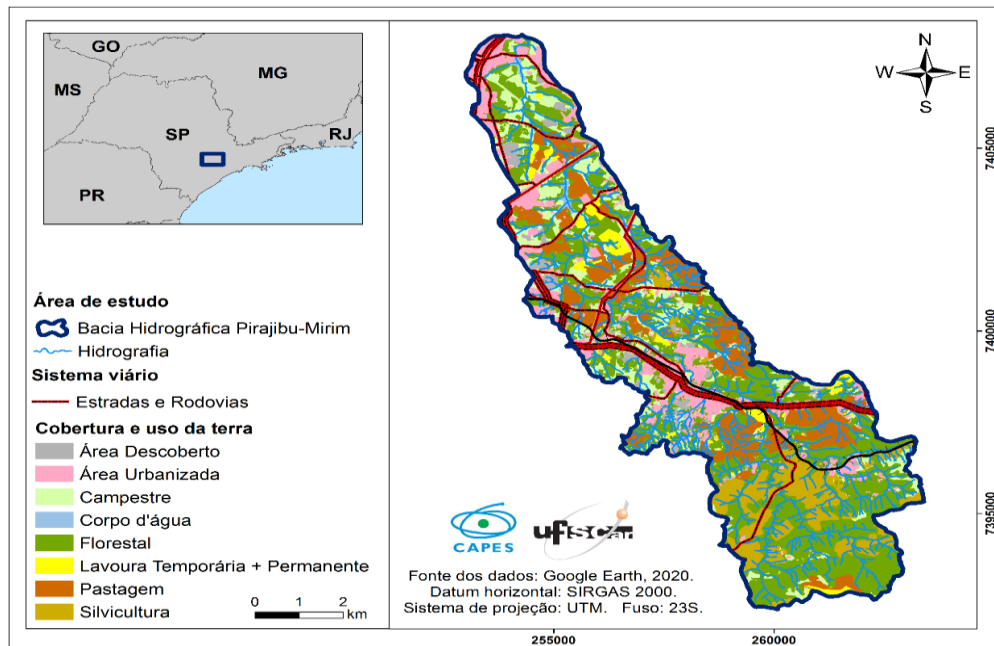 GO
MS
MG
SP
RJ
PR
N
W E
S
Área de estudo
Bacia Hidrográfica Pirajibu-Mirim
Hidrografia
Sistema viário
Estradas e Rodovias
Cobertura e uso da terra
Área Descoberto
Área Urbanizada
Campestre
Corpo d'água
Florestal
Lavoura Temporária + Permanente
Pastagem
Silvicultura
0 1 2
km
CAPES
ufscar
Fonte dos dados: Google Earth, 2020.
Datum horizontal: SIRGAS 2000.
Sistema de projeção: UTM. Fuso: 23S.
7405000
7400000
7395000
255000 260000